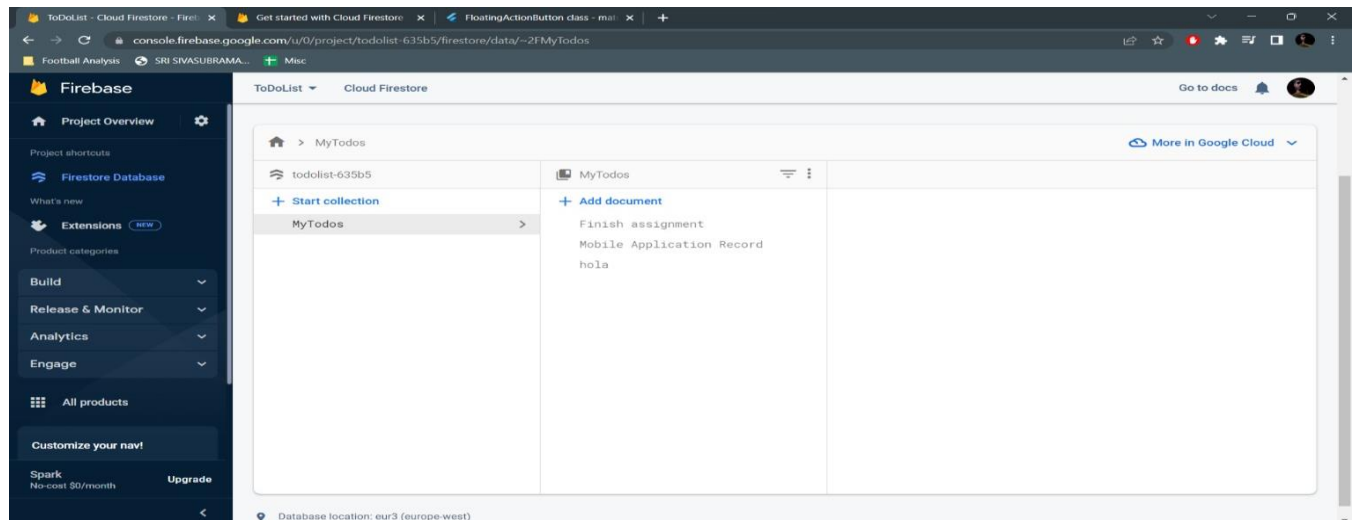 ToDoList - Cloud Firestore - Fireb
Get started with Cloud Firestore
FloatingActionButton class - mat
console.firebase.google.com/u/0/project/todolist-635b5/firestore/data/~2FMyTodos
Football Analysis
SRI SIVASUBRAMA...
Misc
Firebase
ToDoList
Cloud Firestore
Go to docs
Project Overview
MyTodos
More in Google Cloud
Project shortcuts
todolist-635b5
MyTodos
Firestore Database
+ Start collection
+ Add document
What's new
MyTodos
Finish assignment
Extensions NEW
Mobile Application Record
Product categories
hola
Build
Release & Monitor
Analytics
Engage
All products
Customize your nav!
Spark
No-cost $0/month
Upgrade
Database location: eur3 (europe-west)